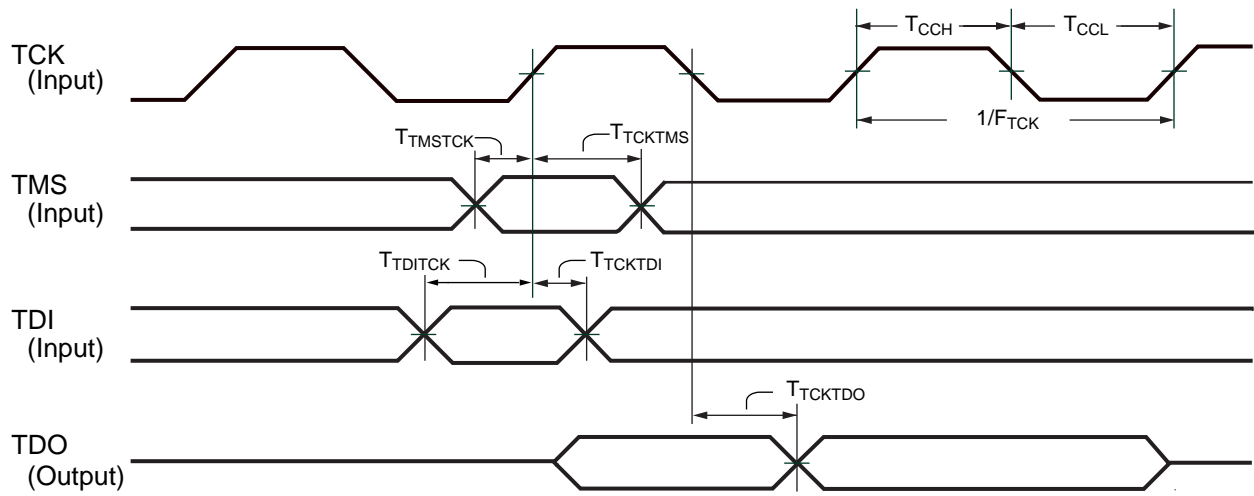 TCK
(Input)
TCCH
TCCL
1/FTCK
TTMSTCK
TTCKTMS
TMS
(Input)
TTDITCK
TTCKTDI
TDI
(Input)
TTCKTDO
TDO
(Output)